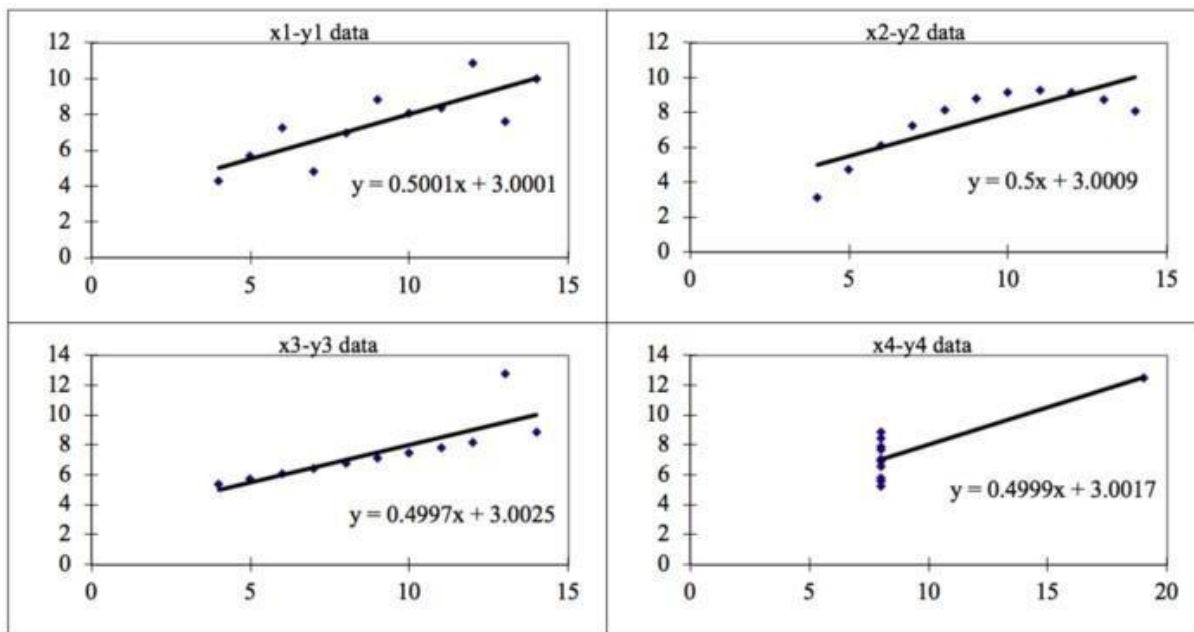 x1-y1 data
12
10
8
6
4
2
0
0 5 10 15
y = 0.5001x + 3.0001
x2-y2 data
12
10
8
6
4
2
0
0 5 10 15
y = 0.5x + 3.0009
x3-y3 data
14
12
10
8
6
4
2
0
0 5 10 15
y = 0.4997x + 3.0025
x4-y4 data
14
12
10
8
6
4
2
0
0 5 10 15 20
y = 0.4999x + 3.0017